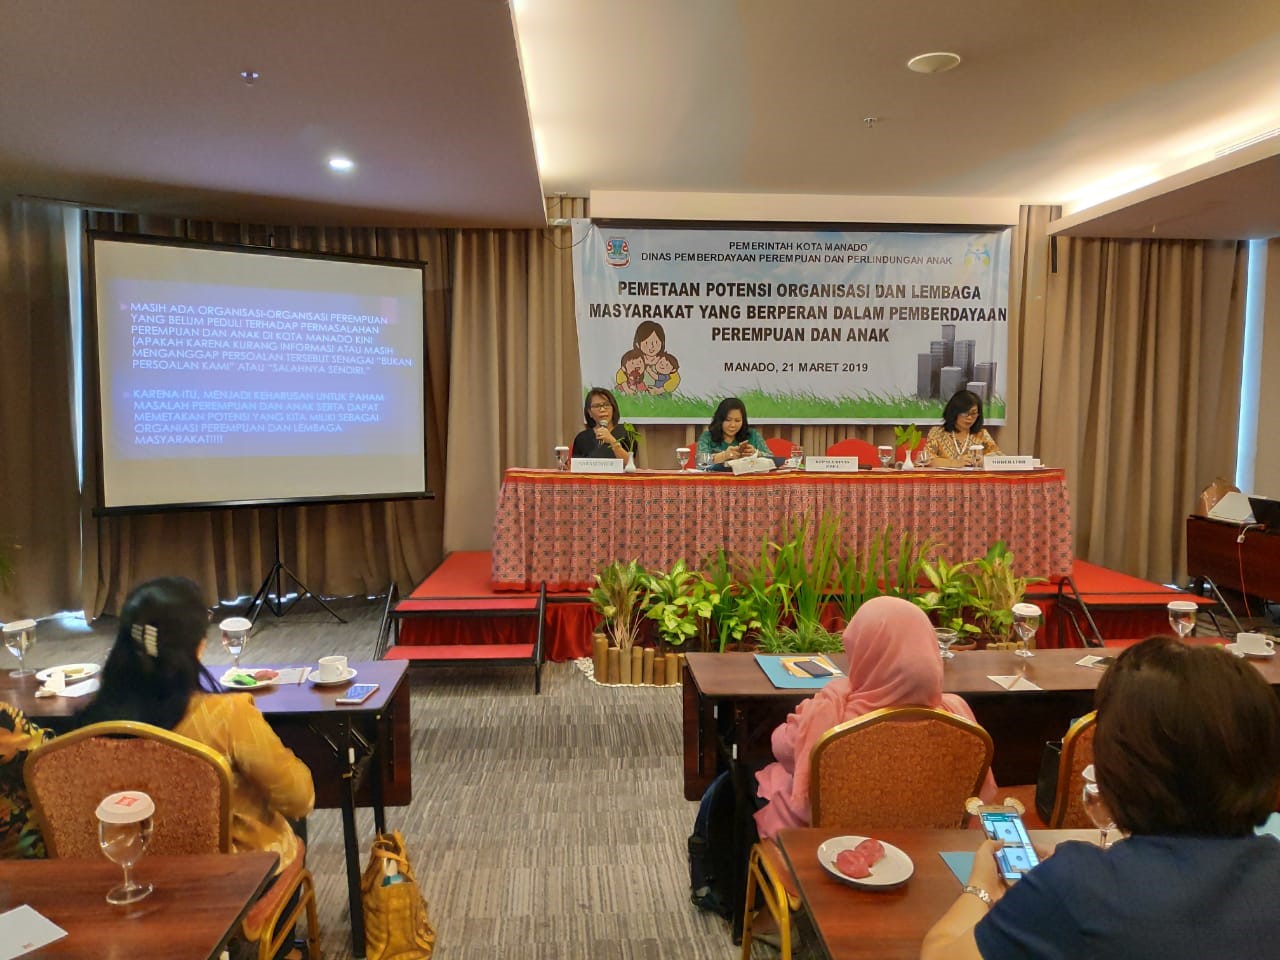 PEMERINTAH KOTA MANADO
DINAS PEMBERDAYAAN PEREMPUAN DAN PERLINDUNGAN ANAK
PEMETAAN POTENSI ORGANISASI DAN LEMBAGA
MASYARAKAT YANG BERPERAN DALAM PEMBERDAYAAN
PEREMPUAN DAN ANAK
MANADO, 21 MARET 2019
MASIH ADA ORGANISASI-ORGANISASI PEREMPUAN
YANG BELUM PEDULI TERHADAP PERMASALAHAN
PEREMPUAN DAN ANAK DI KOTA MANADO KINI
(APAKAH KARENA KURANG INFORMASI ATAU MASIH
MENGANGGAP PERSOALAN TERSEBUT SENAGAI "BUKAN
PERSOALAN KAMI" ATAU "SALAHNYA SENDIRI."
KARENA ITU, MENJADI KEHARUSAN UNTUK PAHAM
MASALAH PEREMPUAN DAN ANAK SERTA DAPAT
MEMETAKAN POTENSI YANG KITA MILIKI SEBAGAI
ORGANIASI PEREMPUAN DAN LEMBAGA
MASYARAKAT!!!!
MODERATOR